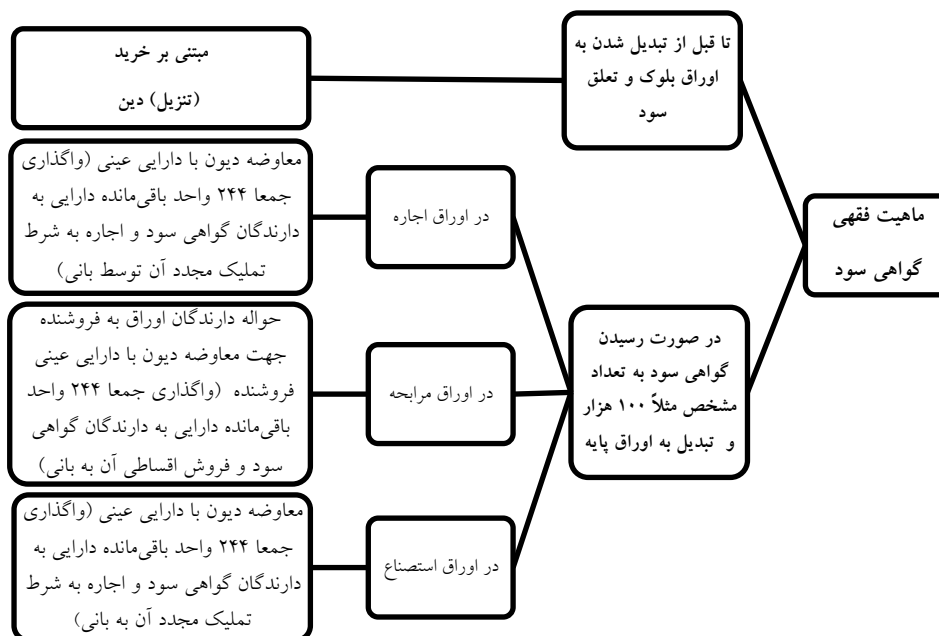 ماهیت فقهی
گواهی سود
تا قبل از تبدیل شدن به
اوراق بلوک و تعلق
سود
مبتنی بر خرید
(تنزیل) دین
در صورت رسیدن
گواهی سود به تعداد
مشخص مثلاً ۱۰۰ هزار
و تبدیل به اوراق پایه
در اوراق اجاره
معاوضه دیون با دارایی عینی (واگذاری
جمعا ۲۴۴ واحد باقی‌مانده دارایی به
دارندگان گواهی سود و اجاره به شرط
تملیک مجدد آن توسط بانی)
در اوراق مرابحه
حواله دارندگان اوراق به فروشنده
جهت معاوضه دیون با دارایی عینی
فروشنده (واگذاری جمعا ۲۴۴ واحد
باقی‌مانده دارایی به دارندگان گواهی
سود و فروش اقساطی آن به بانی)
در اوراق استصناع
معاوضه دیون با دارایی عینی (واگذاری
جمعا ۲۴۴ واحد باقی‌مانده دارایی به
دارندگان گواهی سود و اجاره به شرط
تملیک مجدد آن به بانی)